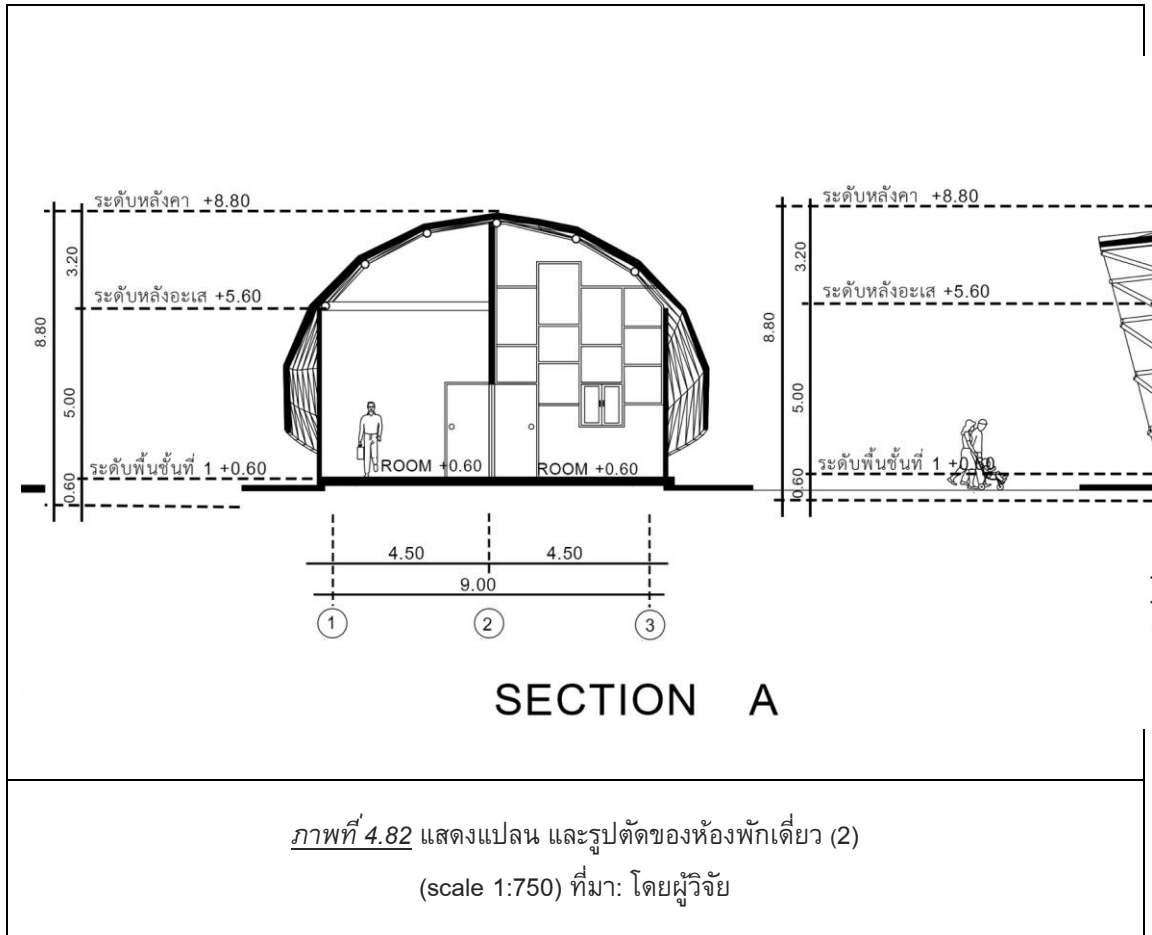 ระดับหลังคา +8.80
3.20
ระดับหลังอะเส +5.60
8.80
5.00
ระดับพื้นชั้นที่ 1 +0.60
0.60
ROOM +0.60
ROOM +0.60
4.50
4.50
9.00
1
2
3
ระดับหลังคา +8.80
3.20
ระดับหลังอะเส +5.60
8.80
5.00
ระดับพื้นชั้นที่ 1 +0
0.60
SECTION A
ภาพที่ 4.82 แสดงแปลน และรูปตัดของห้องพักเดี่ยว (2)
(scale 1:750) ที่มา: โดยผู้วิจัย